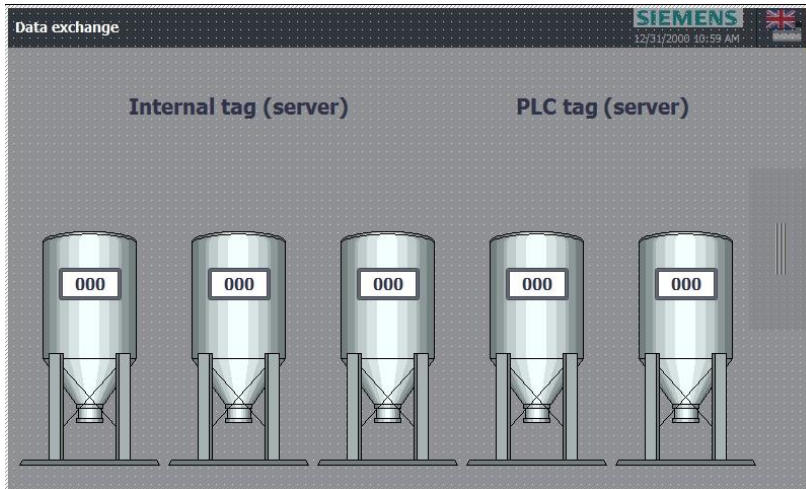 Data exchange
SIEMENS
12/31/2000 10:59 AM
Internal tag (server)
PLC tag (server)
000
000
000
000
000